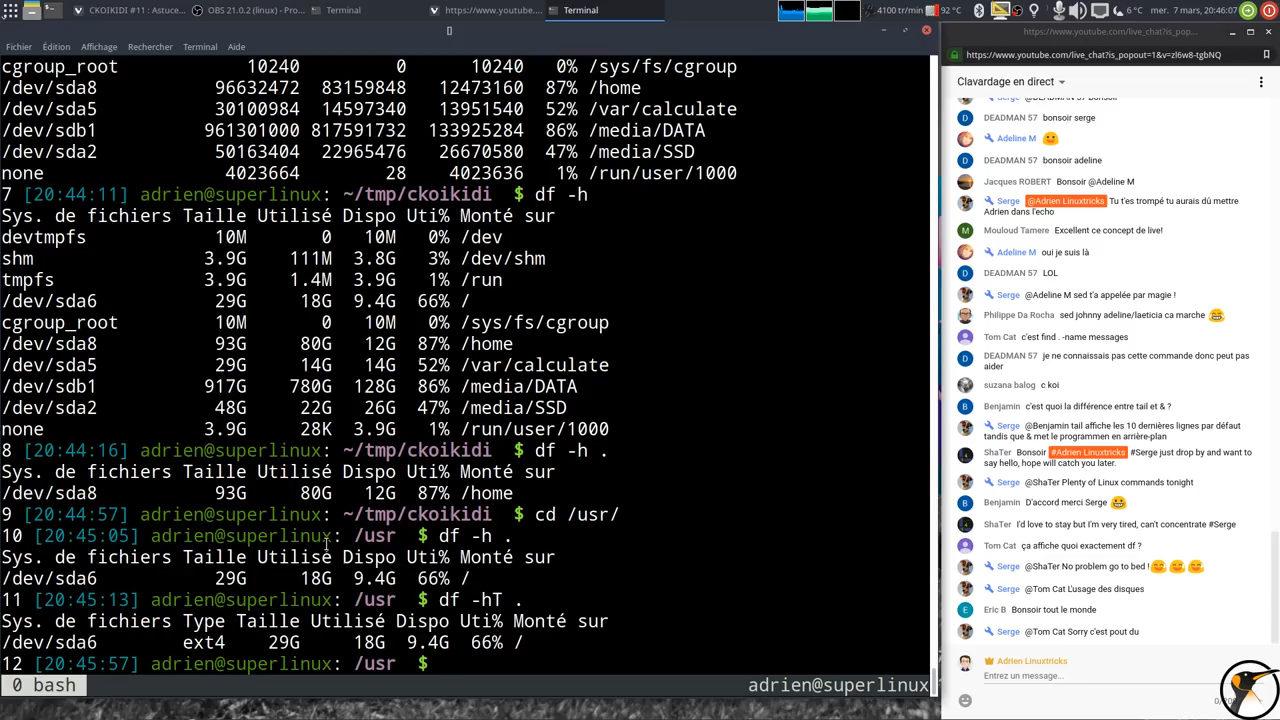 CKOIKIDI #11 : Astuce...
OBS 21.0.2 (linux) - Pro...
Terminal
https://www.youtube....
Terminal
4100 tr/min
92 °C
6 °C
mer. 7 mars, 20:46:07
Fichier Édition Affichage Rechercher Terminal Aide
cgroup_root 10240 0 10240 0% /sys/fs/cgroup
/dev/sda8 12473160 87% /home
/dev/sda5 13515540 52% /var/calculate
/dev/sdb1 961301000 133925284 86% /media/DATA
/dev/sda2 26673580 47% /media/SSD
none 4023664 28 4023636 1% /run/user/1000
7 [20:44:11] adrien@superlinux: ~/tmp/ckoikidi $ df -h
Sys. de fichiers Taille Utilisé Dispo Uti% Monté sur
devtmpfs 10M 0 10M 0% /dev
shm 3.9G 111M 3.8G 3% /dev/shm
tmpfs 3.9G 1.4M 3.9G 1% /run
/dev/sda6 29G 18G 9.4G 66% /
cgroup_root 10M 0 10M 0% /sys/fs/cgroup
/dev/sda8 93G 80G 12G 87% /home
/dev/sda5 29G 14G 13G 52% /var/calculate
/dev/sdb1 917G 780G 128G 86% /media/DATA
/dev/sda2 48G 22G 26G 47% /media/SSD
none 3.9G 28K 3.9G 1% /run/user/1000
8 [20:44:16] adrien@superlinux: ~/tmp/ckoikidi $ df -h .
Sys. de fichiers Taille Utilisé Dispo Uti% Monté sur
/dev/sda8 93G 80G 12G 87% /home
9 [20:44:57] adrien@superlinux: ~/tmp/ckoikidi $ cd /usr/
10 [20:45:05] adrien@superlinux: /usr $ df -h .
Sys. de fichiers Taille Utilisé Dispo Uti% Monté sur
/dev/sda6 29G 18G 9.4G 66% /
11 [20:45:13] adrien@superlinux: /usr $ df -hT .
Sys. de fichiers Type Taille Utilisé Dispo Uti% Monté sur
/dev/sda6 ext4 29G 18G 9.4G 66% /
12 [20:45:57] adrien@superlinux: /usr $
0 sudo
adrien@superlinux
https://www.youtube.com/live_chat?is_pop...
https://www.youtube.com/live_chat?is_popout=1&v=zl6w8-tgbNQ
Clavardage en direct
Serge @DEADMAN 57 Bonsoir
DEADMAN 57 bonsoir serge
Adeline M
DEADMAN 57 bonsoir adeline
Jacques ROBERT Bonsoir @Adeline M
Serge @Adrien Linuxtricks Tu t'es trompé tu aurais dû mettre
Adrien dans l'echo
Mouloud Tamere Excellent ce concept de live!
Adeline M oui je suis là
DEADMAN 57 LOL
Serge @Adeline M sed t'a appelée par magie !
Philippe Da Rocha sed johnny adeline/laeticia ca marche
Tom Cat c'est find . -name messages
DEADMAN 57 je ne connaissais pas cette commande donc peut pas
aider
suzana balog c koi
Benjamin c'est quoi la différence entre tail et & ?
Serge @Benjamin tail affiche les 10 dernières lignes par défaut
tandis que & met le programmen en arrière-plan
ShaTer Bonsoir #Adrien Linuxtricks #Serge just drop by and want to
say hello, hope will catch you later.
Serge @ShaTer Plenty of Linux commands tonight
Benjamin D'accord merci Serge
ShaTer I'd love to stay but I'm very tired, can't concentrate #Serge
Tom Cat ça affiche quoi exactement df ?
Serge @ShaTer No problem go to bed !
Serge @Tom Cat L'usage des disques
Eric B Bonsoir tout le monde
Serge @Tom Cat Sorry c'est pout du
Adrien Linuxtricks
Entrez un message...